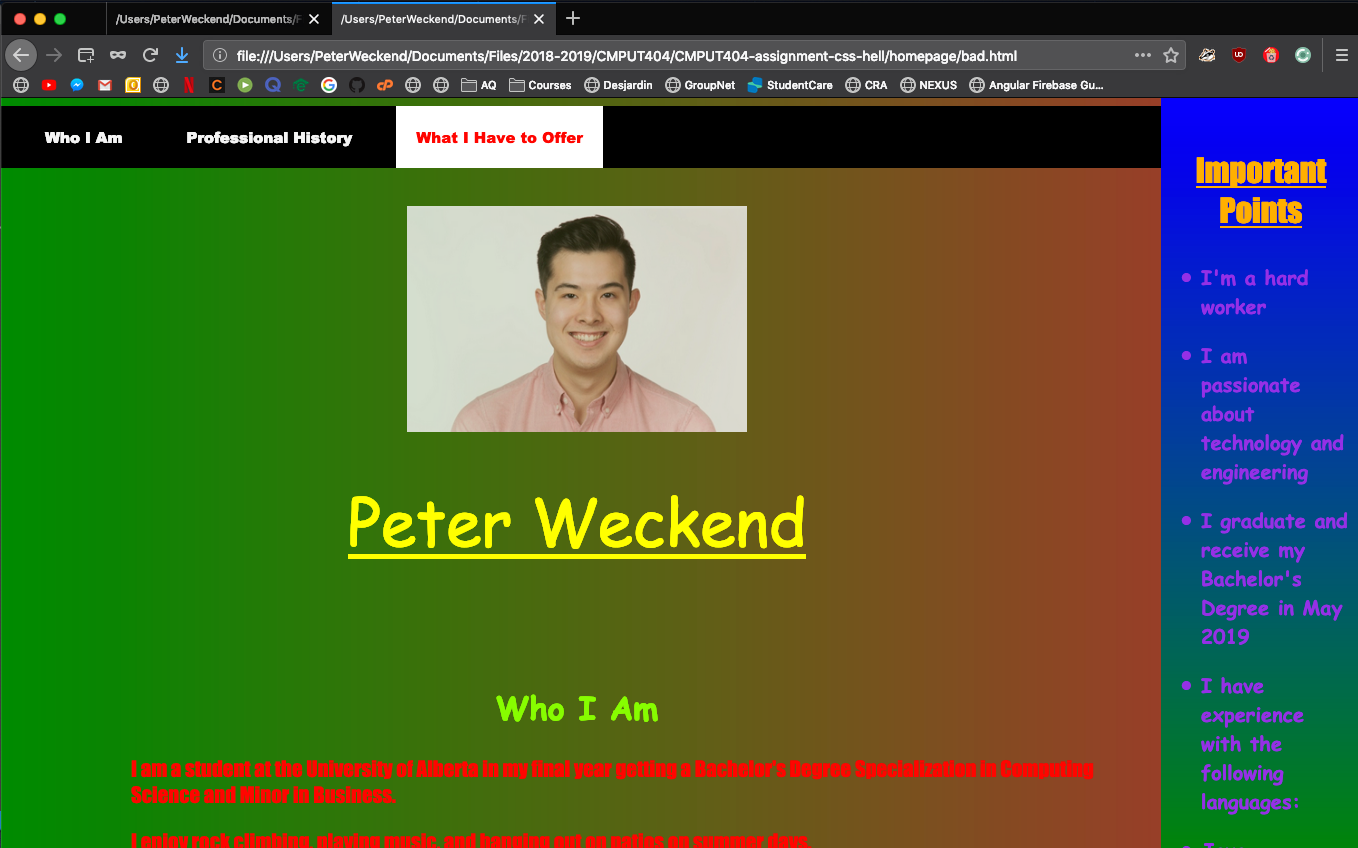 /Users/PeterWeckend/Documents/F
/Users/PeterWeckend/Documents/F
file:///Users/PeterWeckend/Documents/Files/2018-2019/CMPUT404/CMPUT404-assignment-css-hell/homepage/bad.html
AQ
Courses
Desjardin
GroupNet
StudentCare
CRA
NEXUS
Angular Firebase Gu...
Who I Am
Professional History
What I Have to Offer
Peter Weckend
Who I Am
I am a student at the University of Alberta in my final year getting a Bachelor's Degree Specialization in Computing
Science and Minor in Business.
I enjoy rock climbing, playing music, and hanging out on patios on summer days.
Important
Points
• I'm a hard
worker
• I am
passionate
about
technology and
engineering
• I graduate and
receive my
Bachelor's
Degree in May
2019
• I have
experience
with the
following
languages: